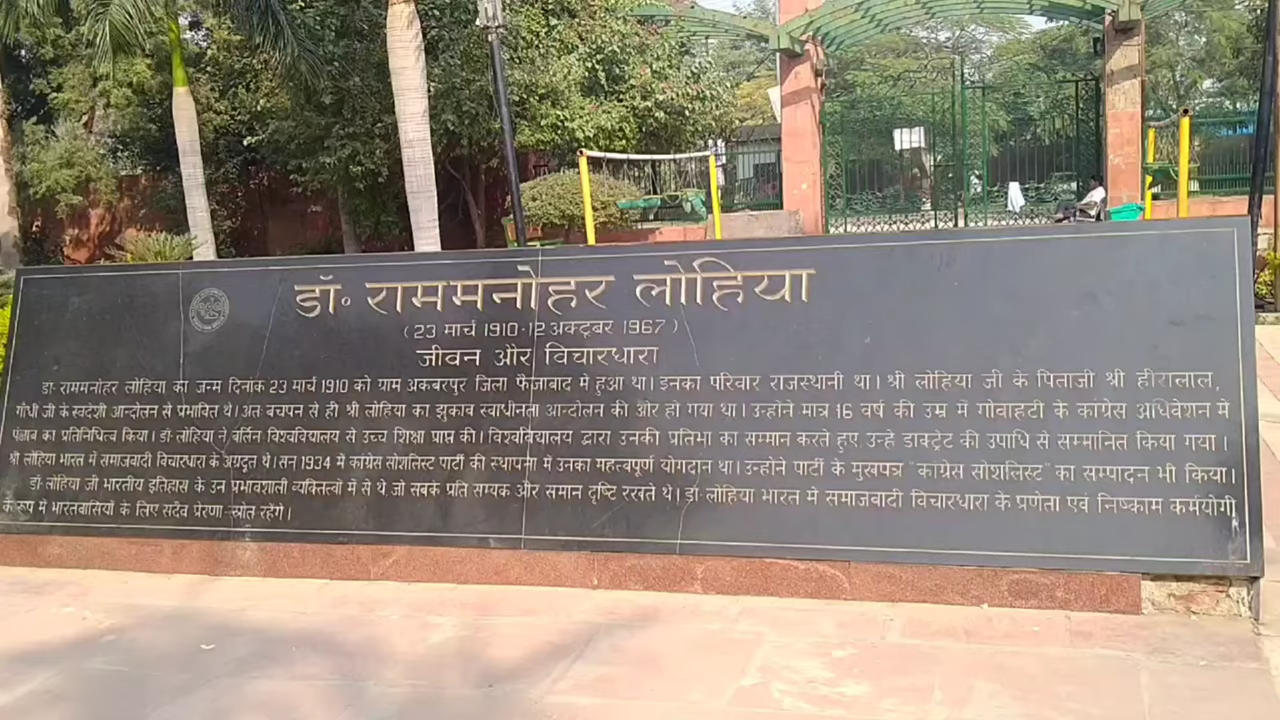 डॉ॰ राममनोहर लोहिया
(23 मार्च 1910-12 अक्टूबर 1967)
जीवन और विचारधारा
डा॰ राममनोहर लोहिया का जन्म दिनांक 23 मार्च 1910 को ग्राम अकबरपुर जिला फैजाबाद में हुआ था। इनका परिवार राजस्थानी था। श्री लोहिया जी के पिताजी श्री हीरालाल,
गाँधी जी के स्वदेशी आन्दोलन से प्रभावित थे। अतः बचपन से ही श्री लोहिया का झुकाव स्वाधीनता आन्दोलन की ओर हो गया था। उन्होंने मात्र 16 वर्ष की उम्र में गोवाहटी के कांग्रेस अधिवेशन में
पंजाब का प्रतिनिधित्व किया। डॉ लोहिया ने बर्लिन विश्वविद्यालय से उच्च शिक्षा प्राप्त की। विश्वविद्यालय द्वारा उनकी प्रतिभा का सम्मान करते हुए उन्हे डाक्ट्रेट की उपाधि से सम्मानित किया गया।
श्री लोहिया भारत में समाजवादी विचारधारा के अग्रदूत थे। सन् 1934 में कांग्रेस सोशलिस्ट पार्टी की स्थापना में उनका महत्वपूर्ण योगदान था। उन्होंने पार्टी के मुखपत्र "कांग्रेस सोशलिस्ट" का सम्पादन भी किया।
डॉ॰ लोहिया जी भारतीय इतिहास के उन प्रभावशाली व्यक्तित्वों में से थे, जो सबके प्रति सम्यक और समान दृष्टि रखते थे। डॉ लोहिया भारत में समाजवादी विचारधारा के प्रणेता एवं निष्काम कर्मयोगी
के रूप में भारतवासियों के लिए सदैव प्रेरणा-स्रोत रहेंगे।